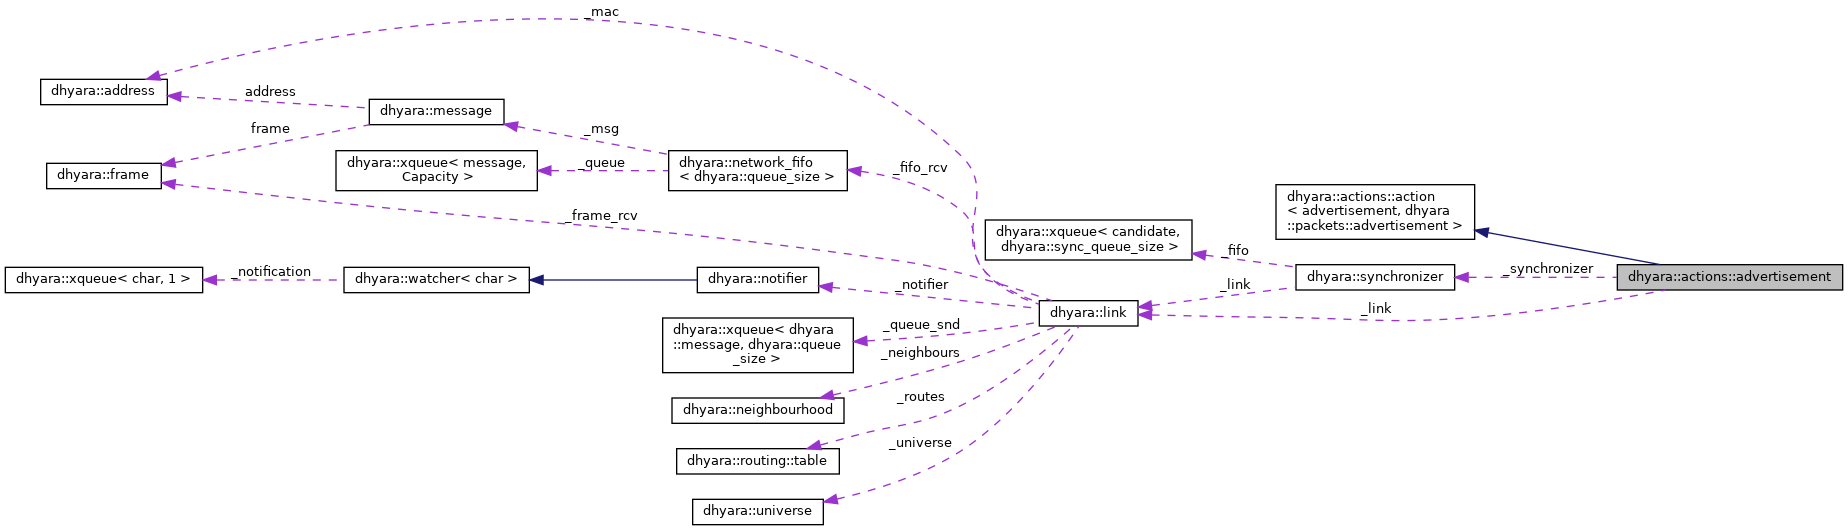 _mac
dhyara::address
address
dhyara::message
frame
_msg
dhyara::frame
dhyara::xqueue< message,
Capacity >
_queue
dhyara::network_fifo
< dhyara::queue_size >
_fifo_rcv
_frame_rcv
dhyara::actions::action
< advertisement, dhyara
::packets::advertisement >
dhyara::xqueue< candidate,
dhyara::sync_queue_size >
_fifo
dhyara::xqueue< char, 1 >
_notification
dhyara::watcher< char >
dhyara::notifier
_notifier
_link
dhyara::synchronizer
_synchronizer
dhyara::actions::advertisement
dhyara::link
_link
dhyara::xqueue< dhyara
::message, dhyara::queue
_size >
_queue_snd
_neighbours
dhyara::neighbourhood
_routes
dhyara::routing::table
_universe
dhyara::universe